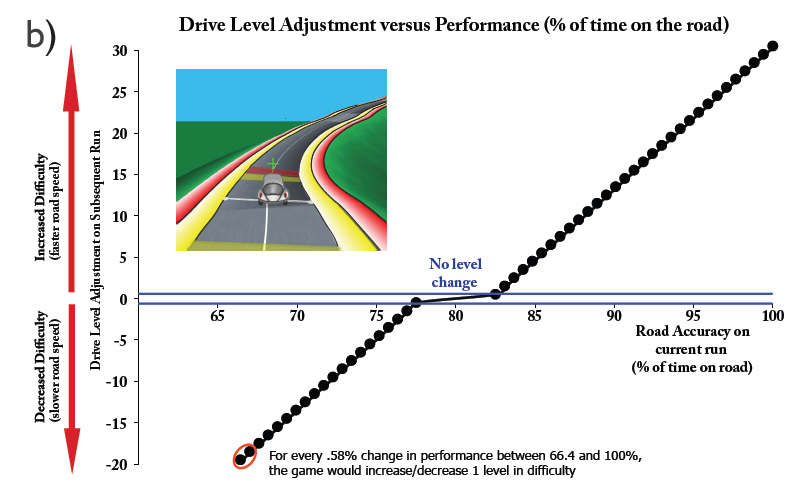 b)
Drive Level Adjustment versus Performance (% of time on the road)
Increased Difficulty
(faster road speed)
Decreased Difficulty
(slower road speed)
Drive Level Adjustment on Subsequent Run
30
25
20
15
10
5
0
-5
-10
-15
-20
No level
change
65
70
75
80
85
90
95
100
Road Accuracy on
current run
(% of time on road)
For every .58% change in performance between 66.4 and 100%,
the game would increase/decrease 1 level in difficulty